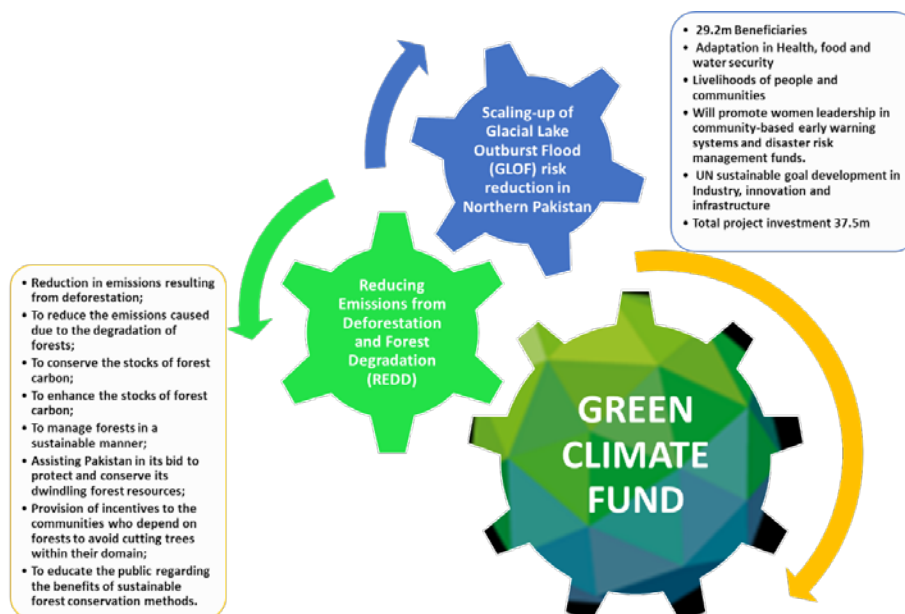 • 29.2m Beneficiaries
• Adaptation in Health, food and
water security
• Livelihoods of people and
communities
• Will promote women leadership in
community-based early warning
systems and disaster risk
management funds.
• UN sustainable goal development in
Industry, innovation and
infrastructure
• Total project investment 37.5m
Scaling-up of
Glacial Lake
Outburst Flood
(GLOF) risk
reduction in
Northern Pakistan
Reducing
Emissions from
Deforestation
and Forest
Degradation
(REDD)
• Reduction in emissions resulting
from deforestation;
• To reduce the emissions caused
due to the degradation of
forests;
• To conserve the stocks of forest
carbon;
• To enhance the stocks of forest
carbon;
• To manage forests in a
sustainable manner;
• Assisting Pakistan in its bid to
protect and conserve its
dwindling forest resources;
• Provision of incentives to the
communities who depend on
forests to avoid cutting trees
within their domain;
• To educate the public regarding
the benefits of sustainable
forest conservation methods.
GREEN
CLIMATE
FUND